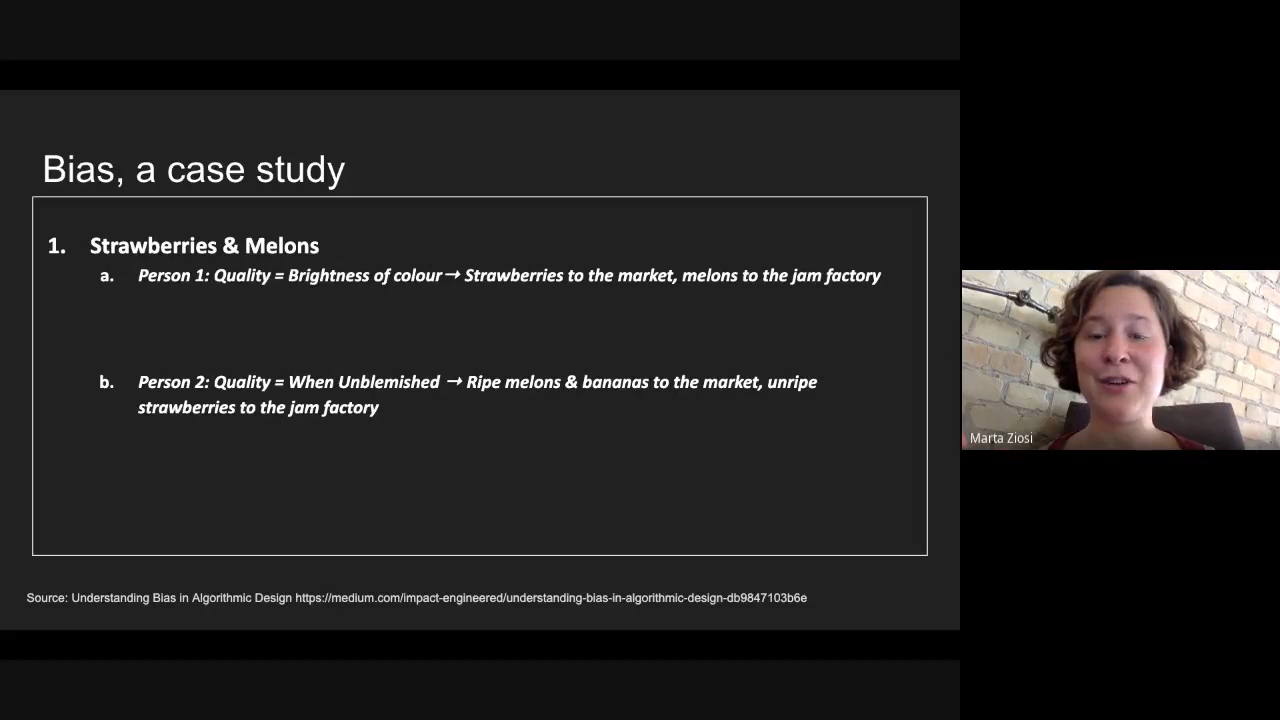 Bias, a case study
1. Strawberries & Melons
a. Person 1: Quality = Brightness of colour→ Strawberries to the market, melons to the jam factory
b. Person 2: Quality = When Unblemished → Ripe melons & bananas to the market, unripe
strawberries to the jam factory
Marta Ziosi
Source: Understanding Bias in Algorithmic Design https://medium.com/impact-engineered/understanding-bias-in-algorithmic-design-db9847103b6e